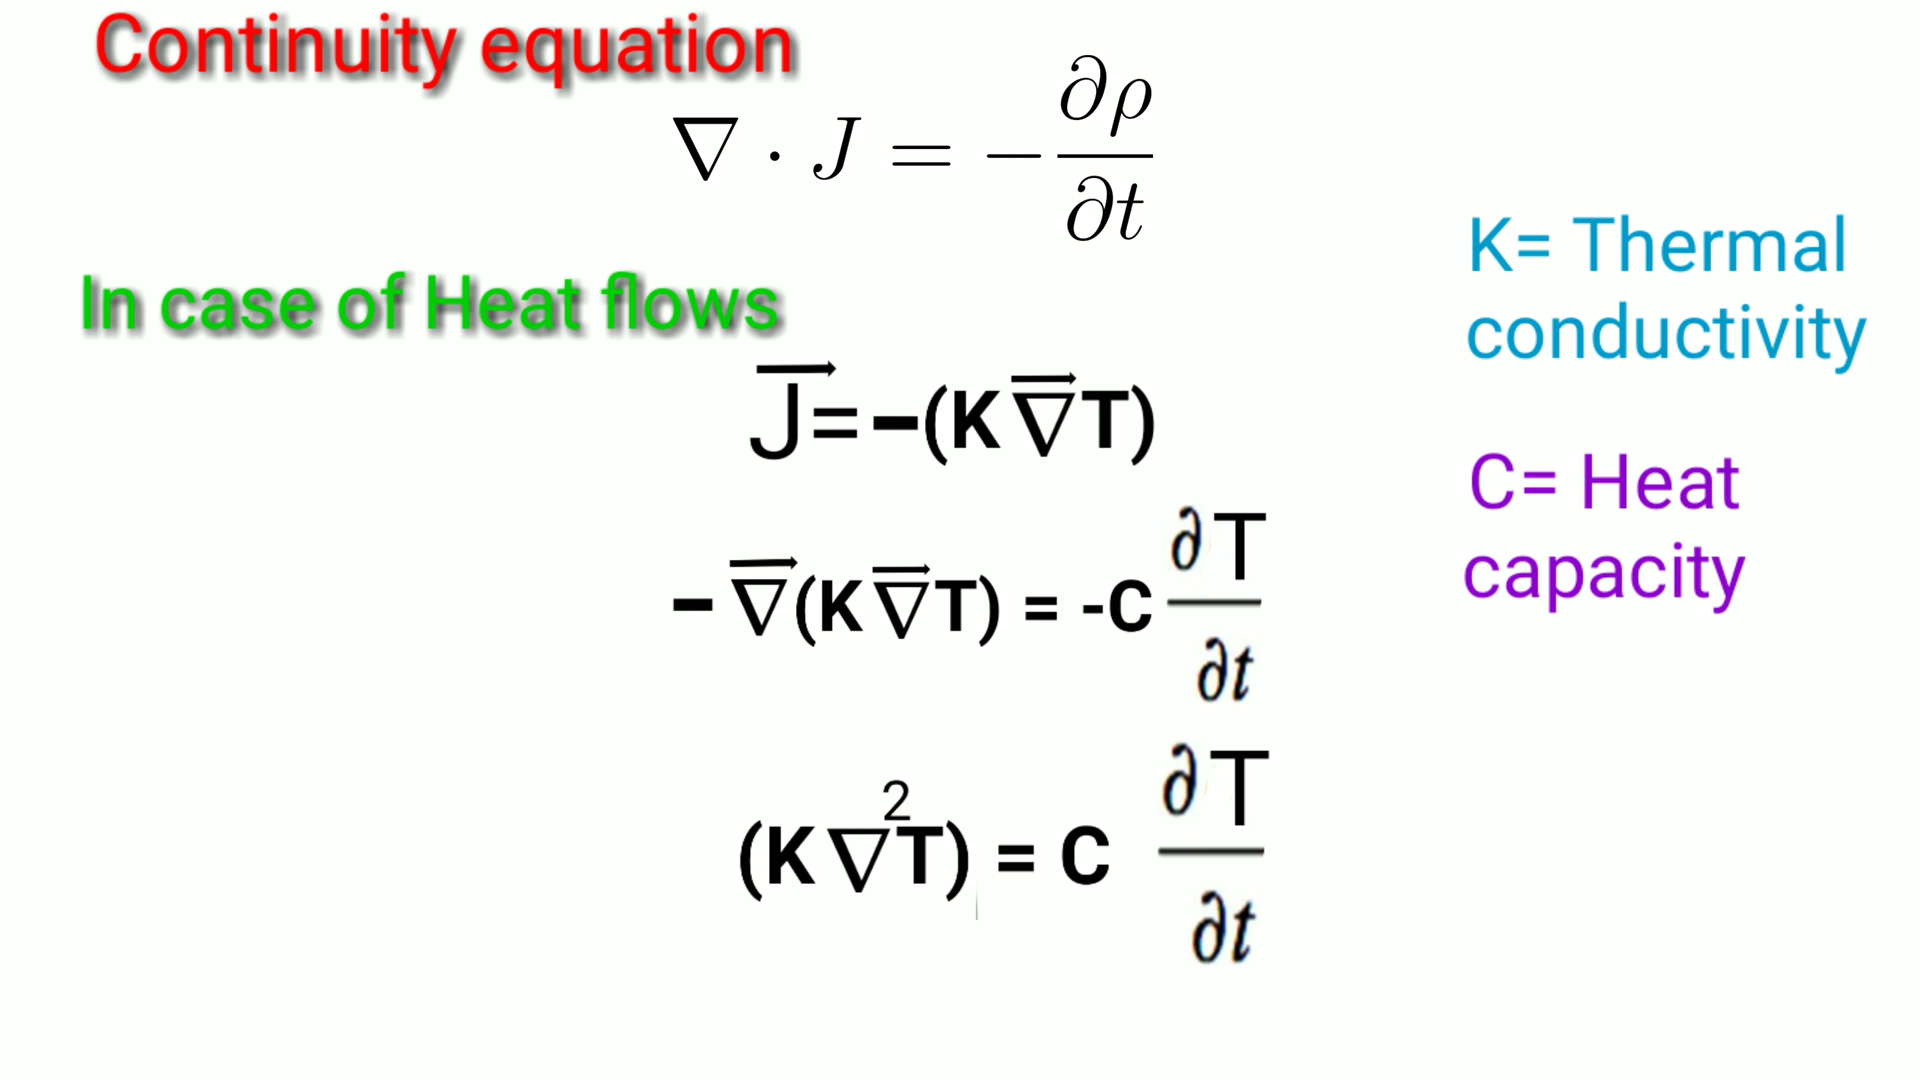 Continuity equation
∇ · J = −∂ρ/∂t
In case of Heat flows
K= Thermal
conductivity
J⃗= −(K ∇⃗T)
C= Heat
capacity
− ∇⃗(K ∇⃗T) = -C ∂T/∂t
(K ∇²T) = C ∂T/∂t